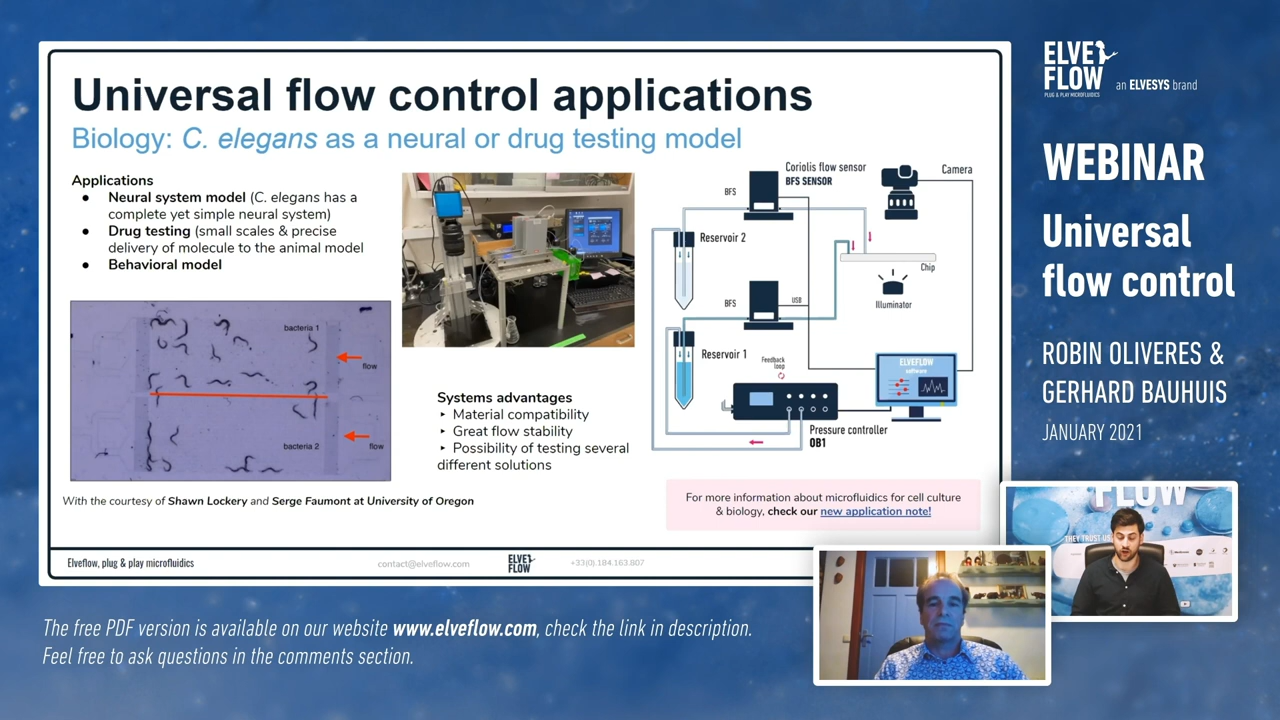 Universal flow control applications
Biology: C. elegans as a neural or drug testing model
Applications
● Neural system model (C. elegans has a
complete yet simple neural system)
● Drug testing (small scales & precise
delivery of molecule to the animal model
● Behavioral model
bacteria 1
flow
bacteria 2
flow
With the courtesy of Shawn Lockery and Serge Faumont at University of Oregon
Systems advantages
‣ Material compatibility
‣ Great flow stability
‣ Possibility of testing several
different solutions
Coriolis flow sensor
BFS SENSOR
BFS
Camera
Reservoir 2
Chip
Illuminator
BFS
USB
Reservoir 1
Feedback
loop
ELVEFLOW
software
Pressure controller
OB1
For more information about microfluidics for cell culture
& biology, check our new application note!
Elveflow, plug & play microfluidics
contact@elveflow.com
ELVE
FLOW
+33(0).184.163.807
ELVE
FLOW
PLUG & PLAY MICROFLUIDICS
an ELVESYS brand
WEBINAR
Universal
flow control
ROBIN OLIVERES &
GERHARD BAUHUIS
JANUARY 2021
FLOW
THEY TRUST US
The free PDF version is available on our website www.elveflow.com, check the link in description.
Feel free to ask questions in the comments section.